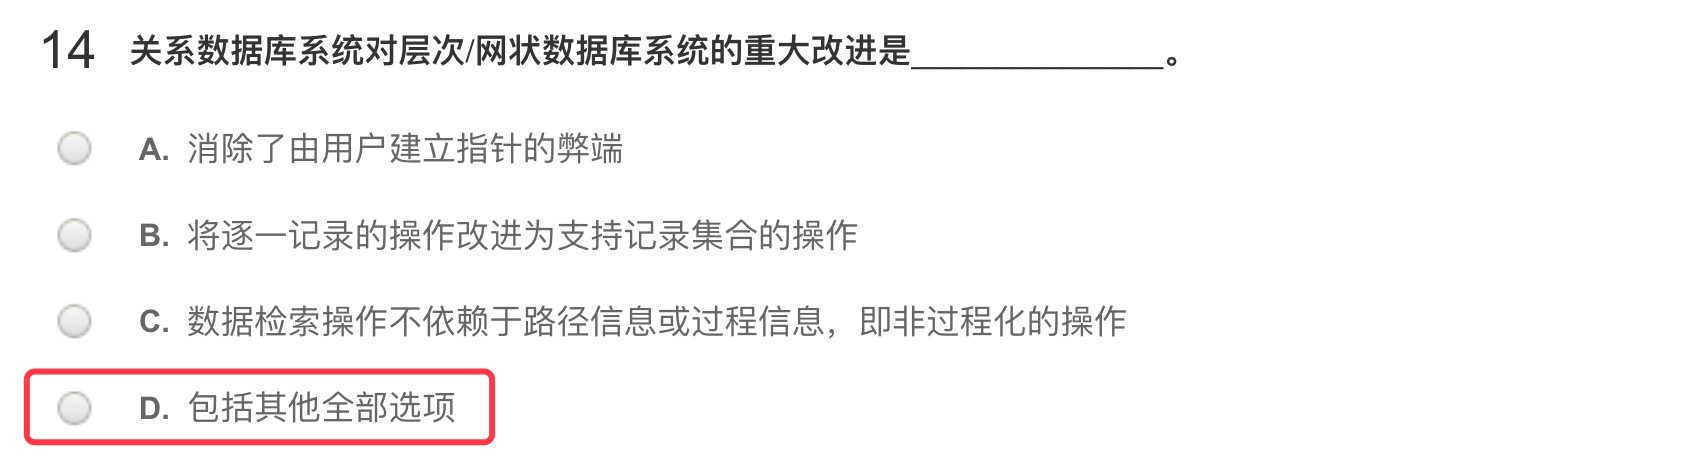 14 关系数据库系统对层次/网状数据库系统的重大改进是______________。
A. 消除了由用户建立指针的弊端
B. 将逐一记录的操作改进为支持记录集合的操作
C. 数据检索操作不依赖于路径信息或过程信息，即非过程化的操作
D. 包括其他全部选项